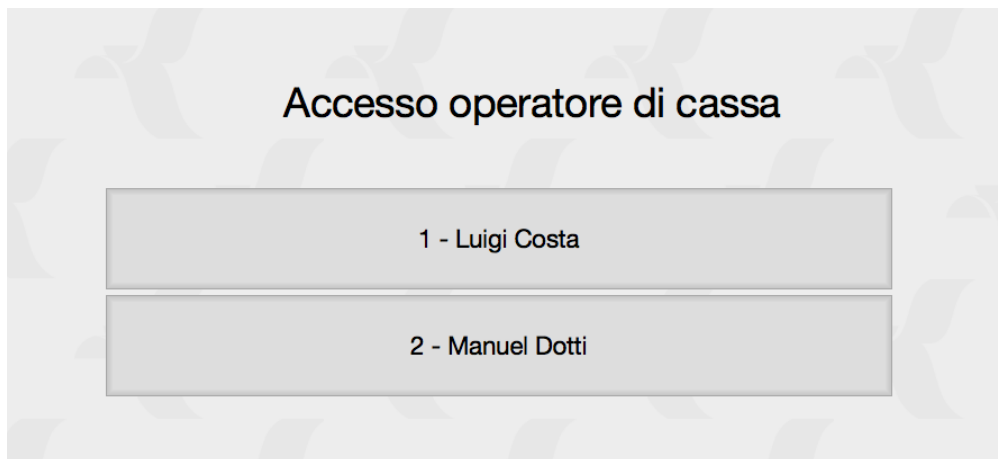 Accesso operatore di cassa
1 - Luigi Costa
2 - Manuel Dotti